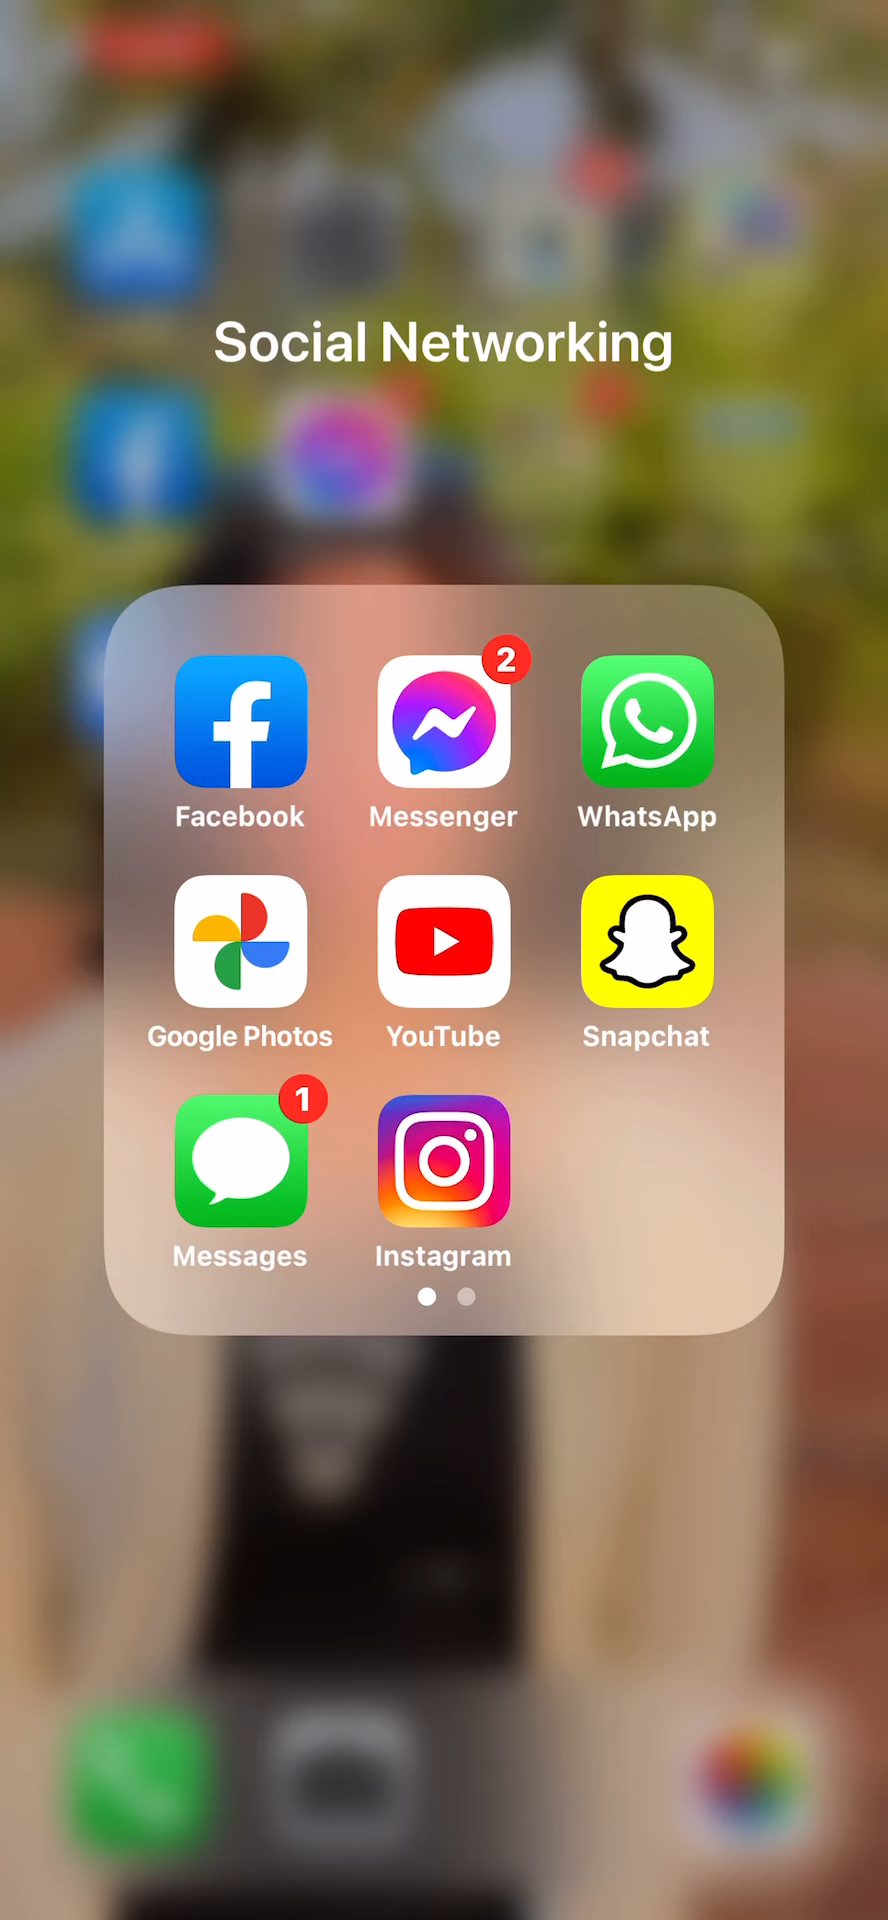 Social Networking
2
Facebook Messenger WhatsApp
Google Photos YouTube Snapchat
1
Messages Instagram